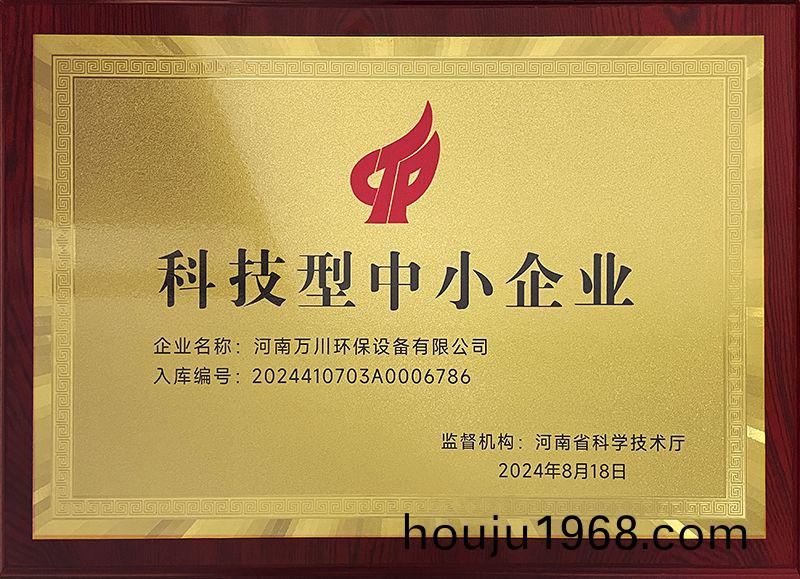 科技型中小企业
企业名称：河南万川环保设备有限公司
入库编号：2024410703A0006786
监督机构：河南省科学技术厅
2024年8月18日
houju1968.com